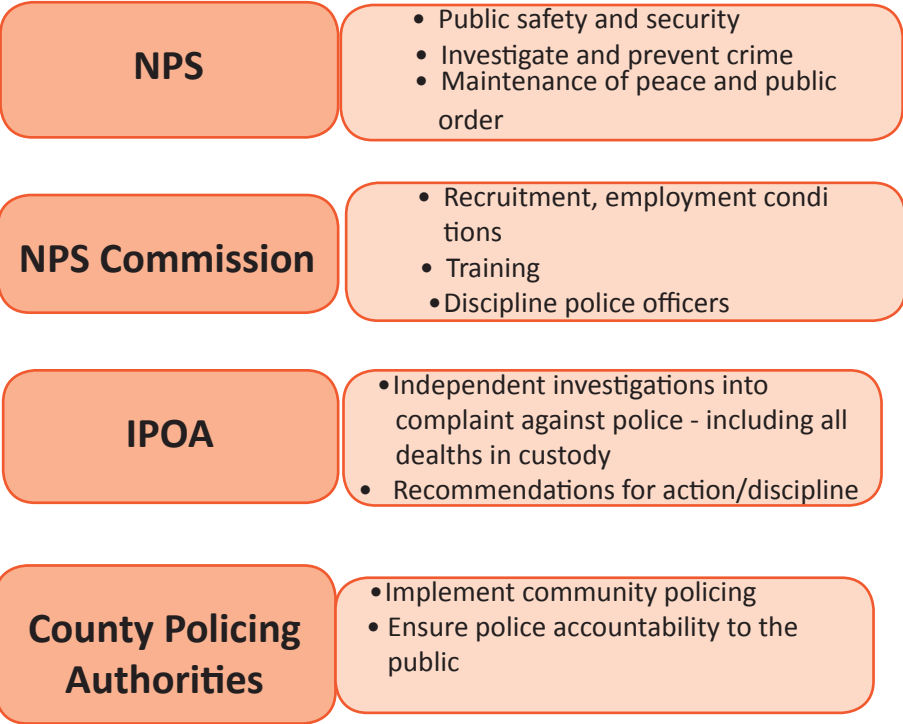 NPS
• Public safety and security
• Investigate and prevent crime
• Maintenance of peace and public
order
NPS Commission
• Recruitment, employment condi
tions
• Training
•Discipline police officers
IPOA
•Independent investigations into
complaint against police - including all
dealths in custody
• Recommendations for action/discipline
County Policing
Authorities
•Implement community policing
• Ensure police accountability to the
public